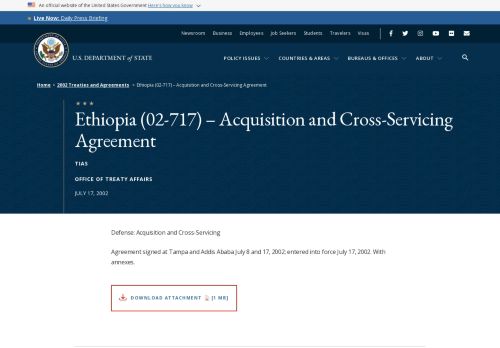 An official website of the United States Government Here's how you know
Live Now: Daily Press Briefing
Newsroom Business Employees Job Seekers Students Travelers Visas
U.S. DEPARTMENT of STATE
POLICY ISSUES COUNTRIES & AREAS BUREAUS & OFFICES ABOUT
Home > 2002 Treaties and Agreements > Ethiopia (02-717) – Acquisition and Cross-Servicing Agreement
Ethiopia (02-717) – Acquisition and Cross-Servicing
Agreement
TIAS
OFFICE OF TREATY AFFAIRS
JULY 17, 2002
Defense: Acquisition and Cross-Servicing
Agreement signed at Tampa and Addis Ababa July 8 and 17, 2002; entered into force July 17, 2002. With
annexes.
DOWNLOAD ATTACHMENT [1 MB]